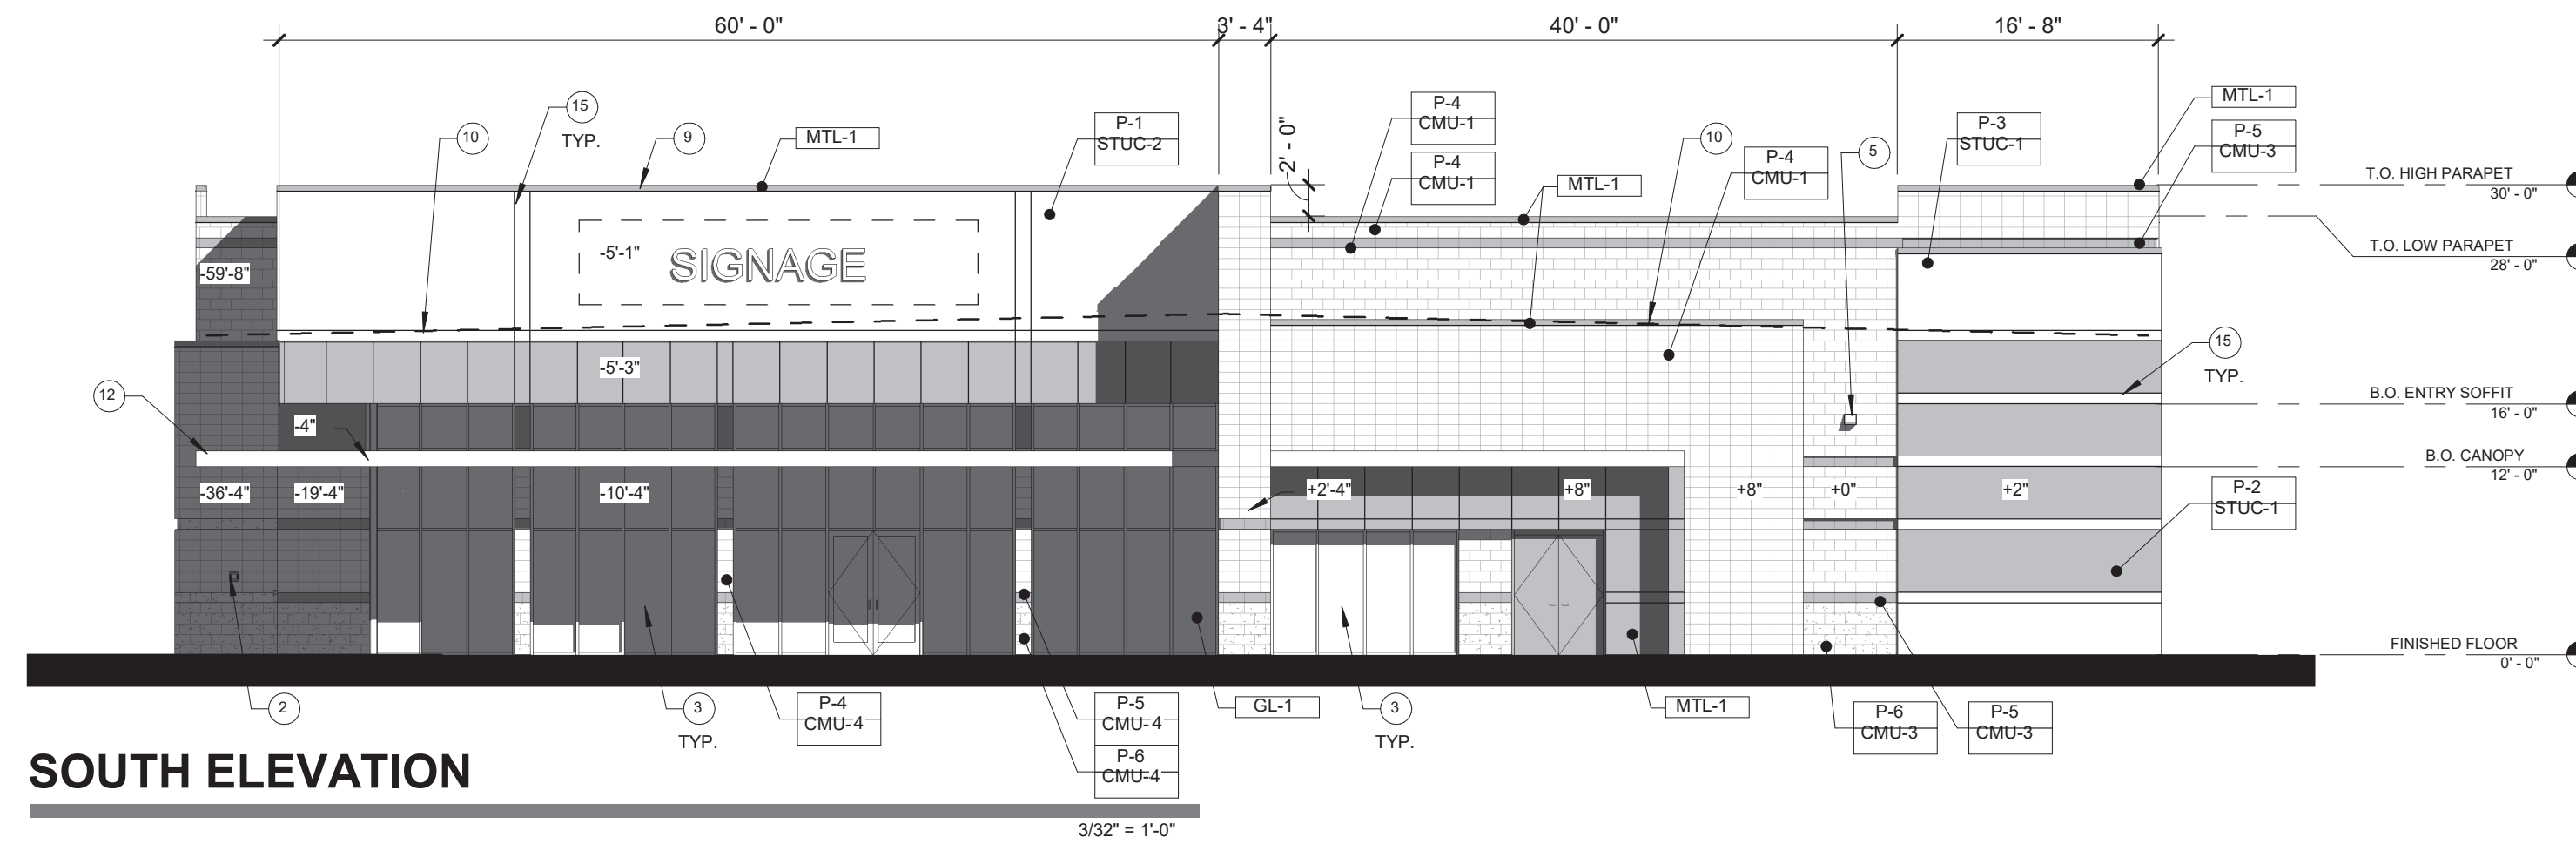 60' - 0"
3' - 4"
40' - 0"
16' - 8"
15
TYP.
10
9
MTL-1
P-1
STUC-2
2' - 0"
P-4
CMU-1
P-4
CMU-1
MTL-1
10
P-4
CMU-1
5
P-3
STUC-1
MTL-1
P-5
CMU-3
T.O. HIGH PARAPET
30' - 0"
T.O. LOW PARAPET
28' - 0"
-59'-8"
-5'-1"
SIGNAGE
-5'-3"
15
TYP.
12
-4"
B.O. ENTRY SOFFIT
16' - 0"
B.O. CANOPY
12' - 0"
-36'-4"
-19'-4"
-10'-4"
+2'-4"
+8"
+8"
+0"
+2"
P-2
STUC-1
FINISHED FLOOR
0' - 0"
2
3
TYP.
P-4
CMU-4
P-5
CMU-4
P-6
CMU-4
GL-1
3
TYP.
MTL-1
P-6
CMU-3
P-5
CMU-3
SOUTH ELEVATION
3/32" = 1'-0"